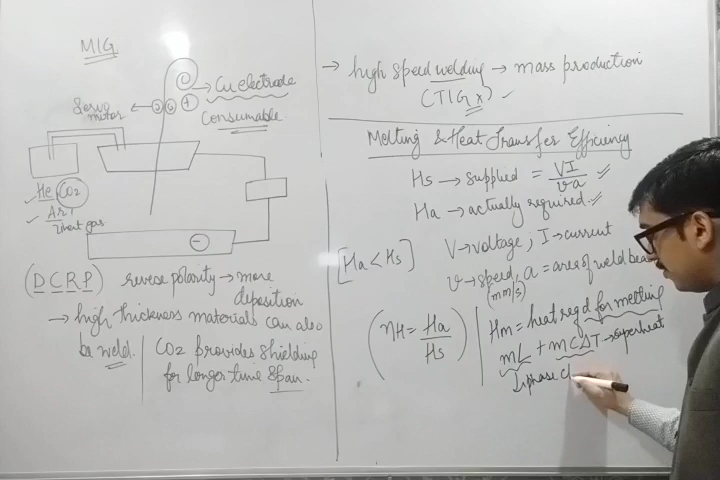 MIG
Cu electrode
Servo motor
+
Consumable
He CO2
Ar
inert gas
−
(DCRP) reverse polarity → more deposition
→ high thickness materials can also be weld.
CO2 provides shielding
for longer time span.
→ high speed welding → mass production
(TIG x)
Melting & Heat Transfer Efficiency
Hs → supplied = VI / va
Ha → actually required.
[Ha < Hs]
V → voltage ; I → current
v → speed, a = area of weld bead
(mm/s)
(ηH = Ha / Hs)
Hm = heat reqd for melting
mL + mCΔT → superheat
↳ phase c